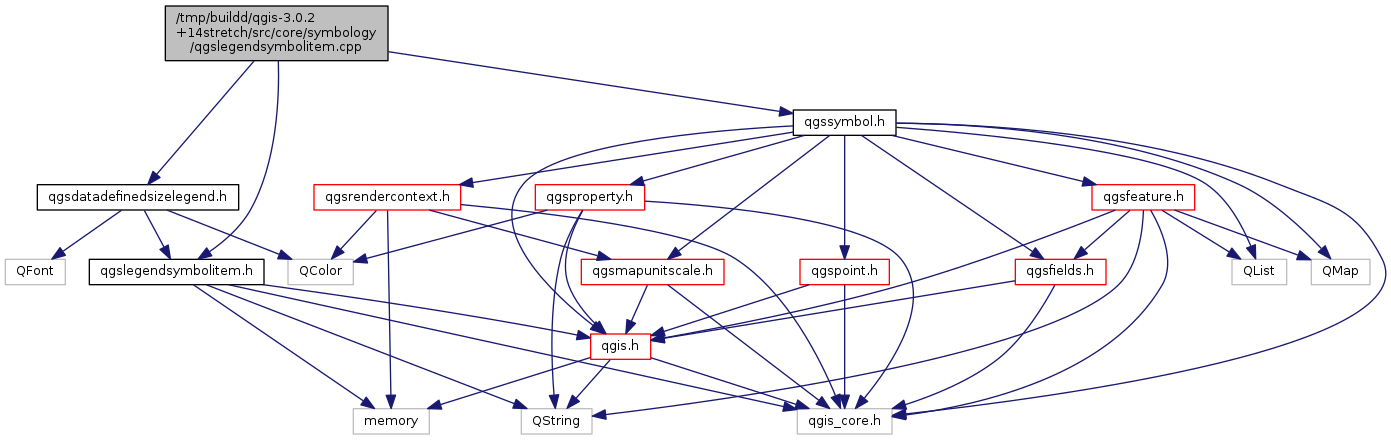 /tmp/buildd/qgis-3.0.2
+14stretch/src/core/symbology
/qgslegendsymbolitem.cpp
qgssymbol.h
qgsdatadefinedsizelegend.h
qgsrendercontext.h
qgsproperty.h
qgsfeature.h
QFont
qgslegendsymbolitem.h
QColor
qgsmapunitscale.h
qgspoint.h
qgsfields.h
QList
QMap
qgis.h
memory
QString
qgis_core.h